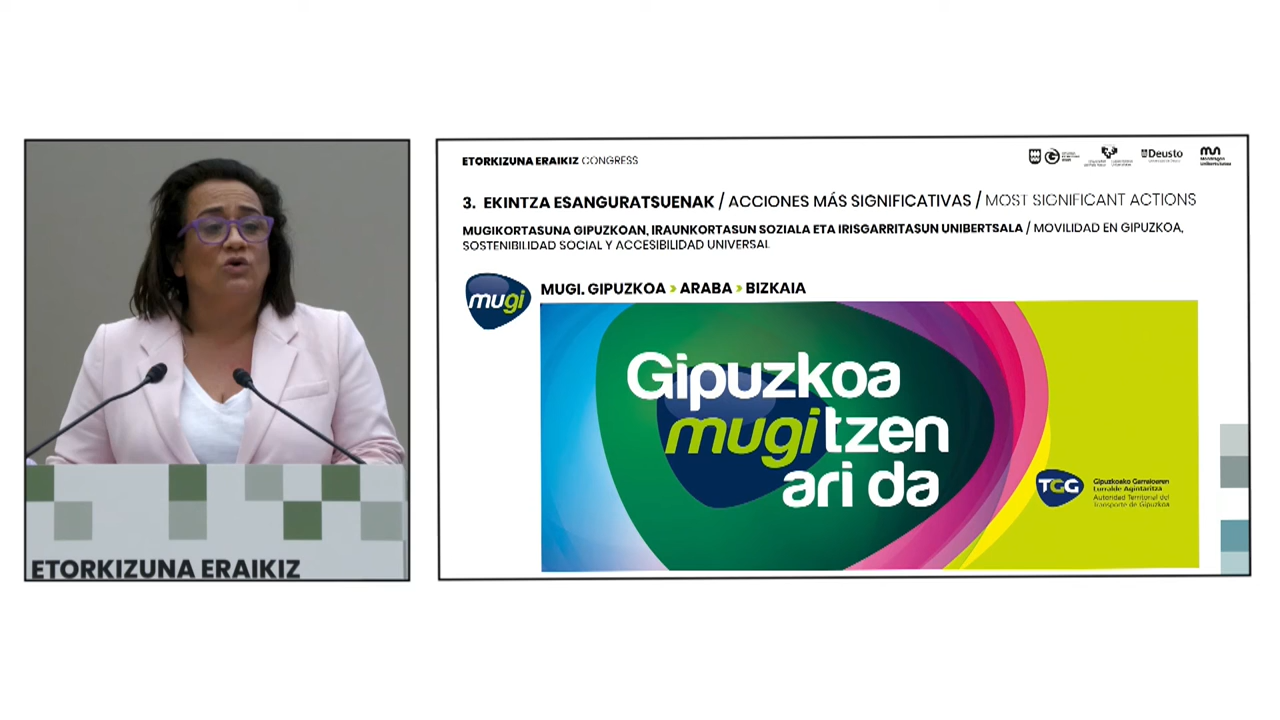 ETORKIZUNA ERAIKIZ
ETORKIZUNA ERAIKIZ CONGRESS
Deusto
3. EKINTZA ESANGURATSUENAK / ACCIONES MÁS SIGNIFICATIVAS / MOST SIGNIFICANT ACTIONS
MUGIKORTASUNA GIPUZKOAN, IRAUNKORTASUN SOZIALA ETA IRISGARRITASUN UNIBERTSALA / MOVILIDAD EN GIPUZKOA,
SOSTENIBILIDAD SOCIAL Y ACCESIBILIDAD UNIVERSAL
mugi
MUGI. GIPUZKOA > ARABA > BIZKAIA
Gipuzkoa
mugitzen
ari da
TGG
Gipuzkoako Garraioaren
Lurralde Agintaritza
Autoridad Territorial del
Transporte de Gipuzkoa